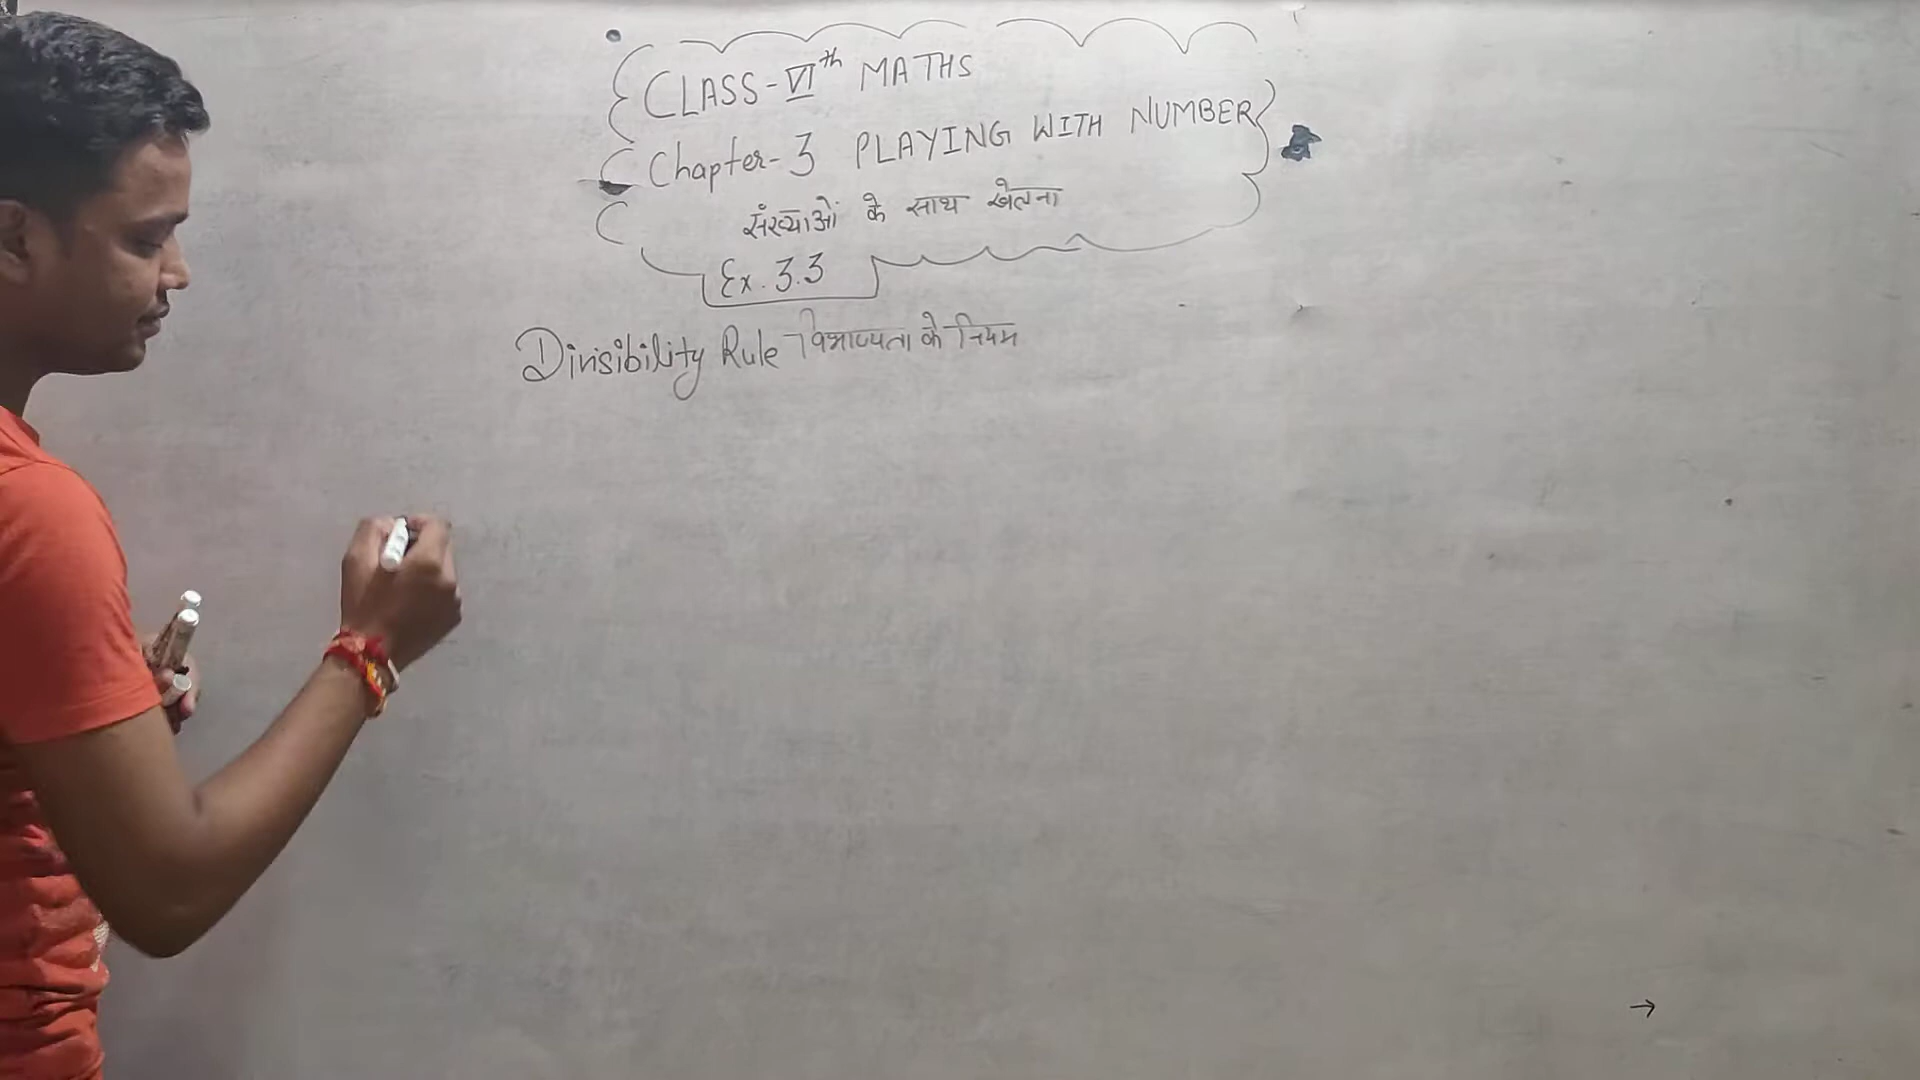 CLASS-VIth MATHS
Chapter-3 PLAYING WITH NUMBER
संख्याओं के साथ खेलना
Ex. 3.3
Divisibility Rule विभाज्यता के नियम